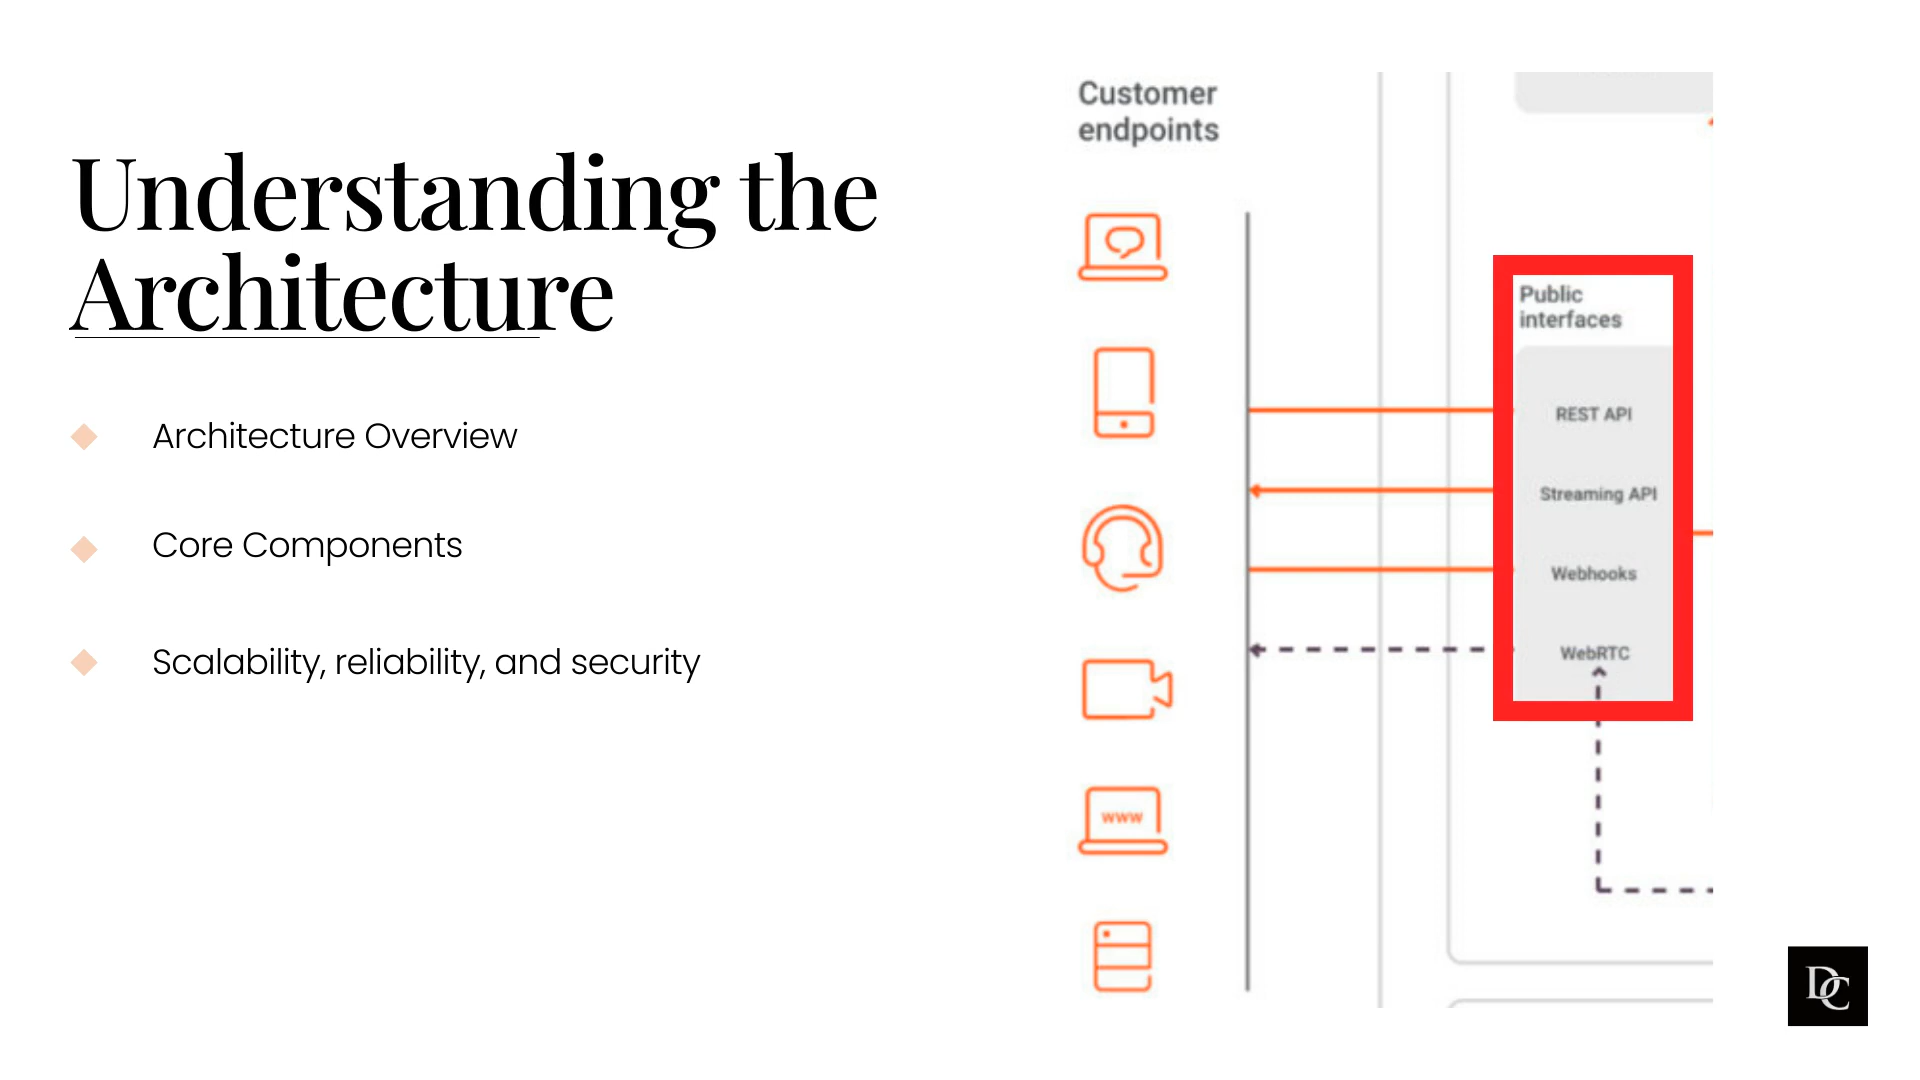 Understanding the
Architecture
Architecture Overview
Core Components
Scalability, reliability, and security
Customer
endpoints
www
Public
interfaces
REST API
Streaming API
Webhooks
WebRTC
DC